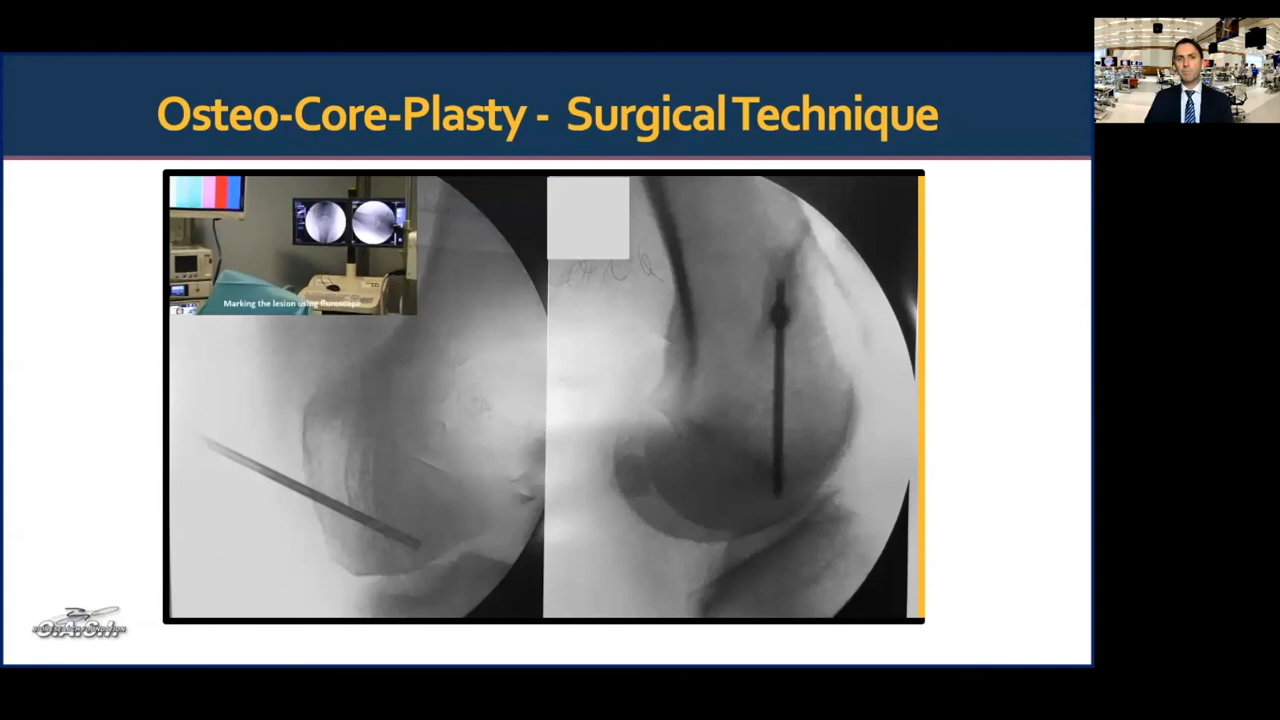 Osteo-Core-Plasty - Surgical Technique
Marking the lesion using fluroscope